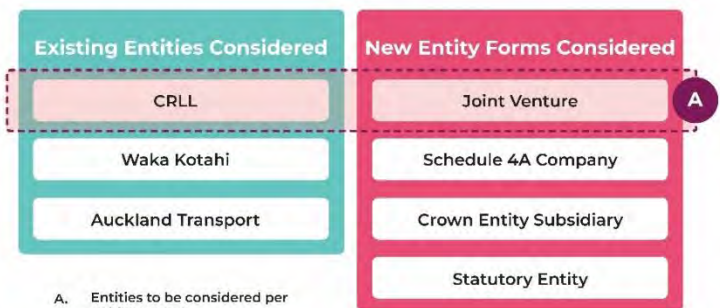 Existing Entities Considered
CRLL
Waka Kotahi
Auckland Transport
New Entity Forms Considered
Joint Venture
Schedule 4A Company
Crown Entity Subsidiary
Statutory Entity
A
A. Entities to be considered per